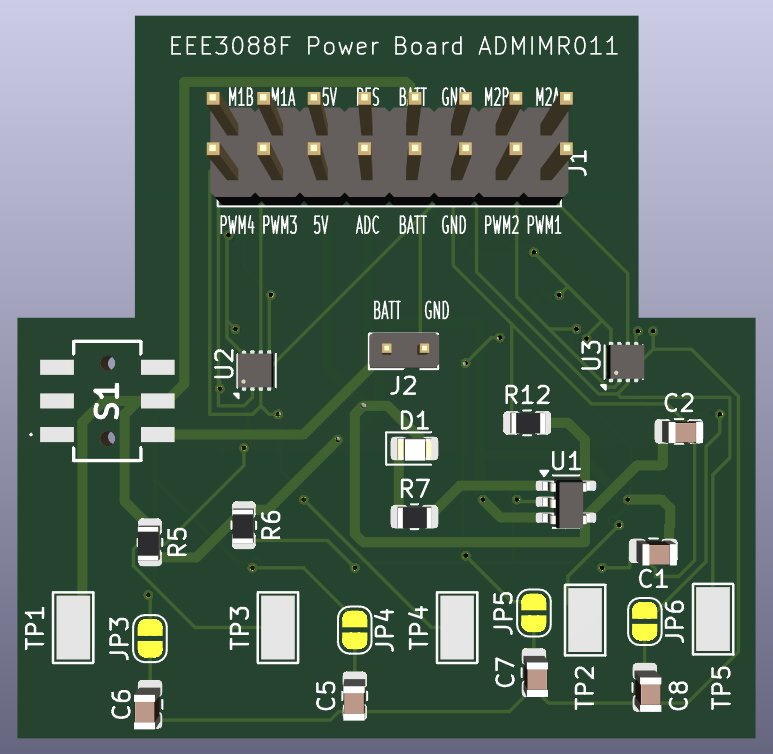 EEE3088F Power Board ADMIMR011
M1B M1A 5V RES BATT GND M2P M2A
J1
PWM4 PWM3 5V ADC BATT GND PWM2 PWM1
BATT GND
U2 U3
J2
S1
R12 C2
D1
U1
R7
R6
R5
C1
TP1 JP3 TP3 JP4 TP4 JP5 JP6
C6 C5 C7 TP2 C8 TP5